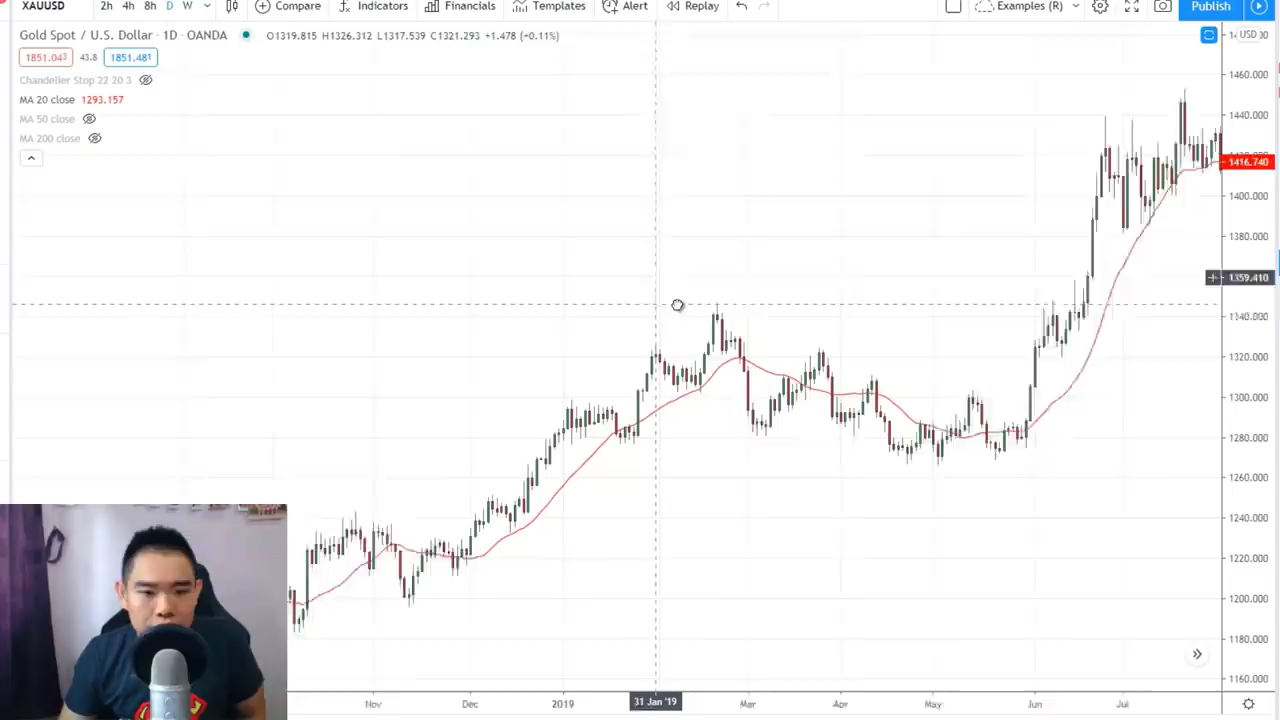 XAUUSD 2h 4h 8h D W Compare Indicators Financials Templates Alert Replay Examples (R) Publish
Gold Spot / U.S. Dollar · 1D · OANDA O1319.815 H1326.312 L1317.539 C1321.293 +1.478 (+0.11%)
USD
1851.043 43.8 1851.481
Chandelier Stop 22 20 3
MA 20 close 1293.157
MA 50 close
MA 200 close
1460.000
1440.000
1416.740
1400.000
1380.000
1359.410
1340.000
1320.000
1300.000
1280.000
1260.000
1240.000
1220.000
1200.000
1180.000
1160.000
Nov Dec 2019 31 Jan '19 Mar Apr May Jun Jul